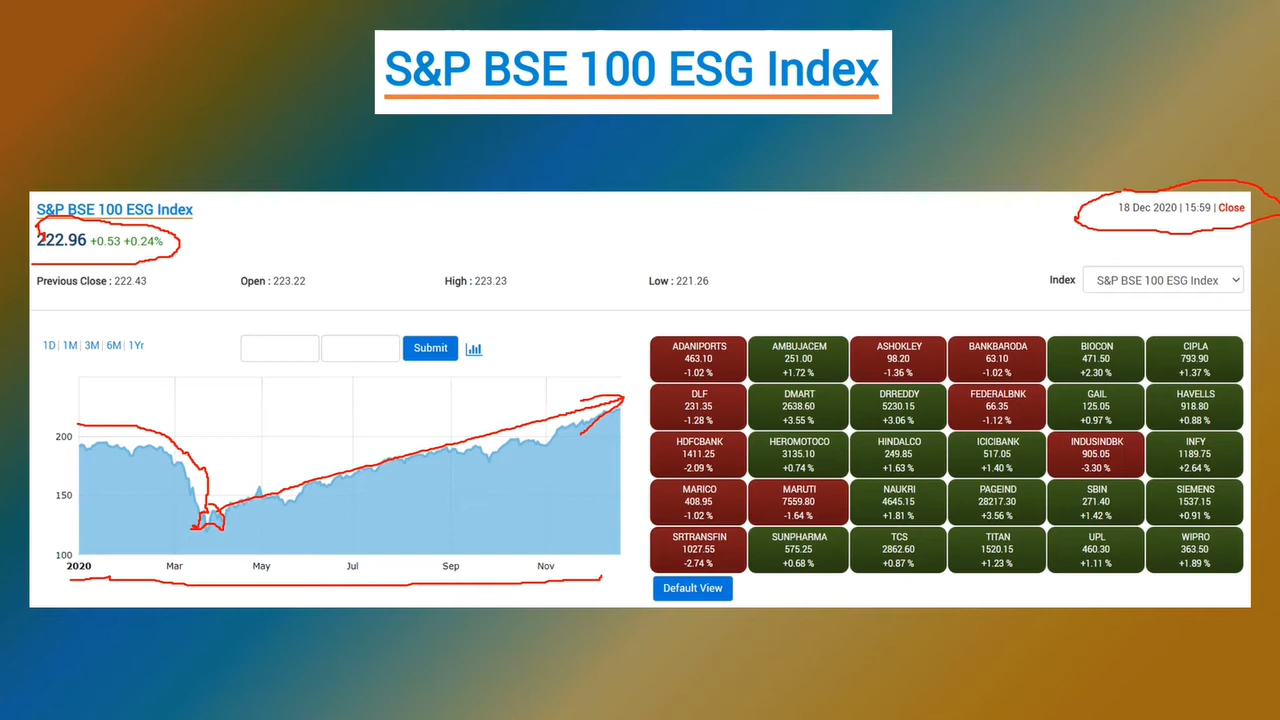 S&P BSE 100 ESG Index
S&P BSE 100 ESG Index
18 Dec 2020 | 15:59 | Close
222.96 +0.53 +0.24%
Previous Close : 222.43 Open : 223.22 High : 223.23 Low : 221.26
Index S&P BSE 100 ESG Index
1D| 1M| 3M| 6M| 1Yr
Submit
200
150
100
2020 Mar May Jul Sep Nov
ADANIPORTS AMBUJACEM ASHOKLEY BANKBARODA BIOCON CIPLA
463.10 251.00 98.20 63.10 471.50 793.90
-1.02 % +1.72 % -1.36 % -1.02 % +2.30 % +1.37 %
DLF DMART DRREDDY FEDERALBNK GAIL HAVELLS
231.35 2638.60 5230.15 66.35 125.05 918.80
-1.28 % +3.55 % +3.06 % -1.12 % +0.97 % +0.88 %
HDFCBANK HEROMOTOCO HINDALCO ICICIBANK INDUSINDBK INFY
1411.25 3135.10 249.85 517.05 905.05 1189.75
-2.09 % +0.74 % +1.63 % +1.40 % -3.30 % +2.64 %
MARICO MARUTI NAUKRI PAGEIND SBIN SIEMENS
408.95 7559.80 4645.15 28217.30 271.40 1537.15
-1.02 % -1.64 % +1.81 % +3.56 % +1.42 % +0.91 %
SRTRANSFIN SUNPHARMA TCS TITAN UPL WIPRO
1027.55 575.25 2862.60 1520.15 460.30 363.50
-2.74 % +0.68 % +0.87 % +1.23 % +1.11 % +1.89 %
Default View